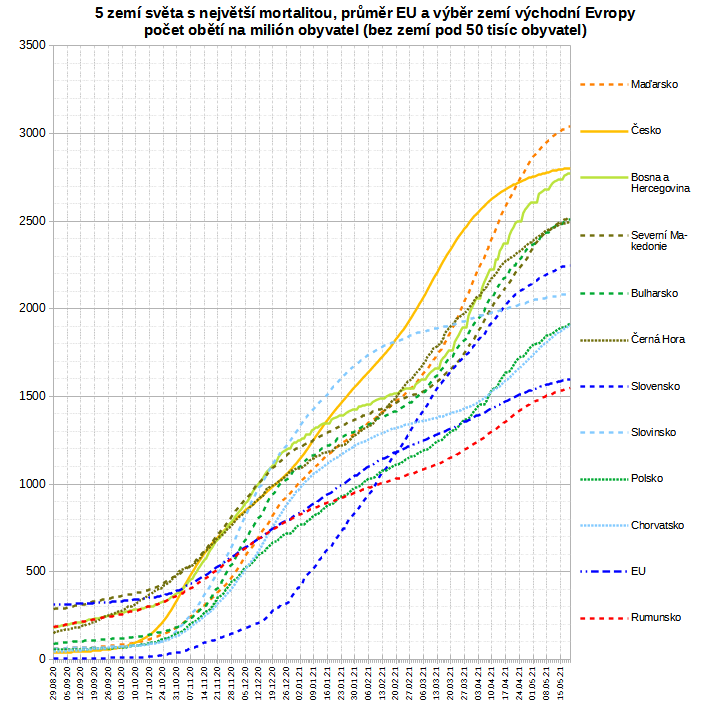 5 zemí světa s největší mortalitou, průměr EU a výběr zemí východní Evropy
počet obětí na milión obyvatel (bez zemí pod 50 tisíc obyvatel)
3500
3000
2500
2000
1500
1000
500
0
Maďarsko
Česko
Bosna a
Hercegovina
Severní Ma-
kedonie
Bulharsko
Černá Hora
Slovensko
Slovinsko
Polsko
Chorvatsko
EU
Rumunsko
29.08.20
05.09.20
12.09.20
19.09.20
26.09.20
03.10.20
10.10.20
17.10.20
24.10.20
31.10.20
07.11.20
14.11.20
21.11.20
28.11.20
05.12.20
12.12.20
19.12.20
26.12.20
02.01.21
09.01.21
16.01.21
23.01.21
30.01.21
06.02.21
13.02.21
20.02.21
27.02.21
06.03.21
13.03.21
20.03.21
27.03.21
03.04.21
10.04.21
17.04.21
24.04.21
01.05.21
08.05.21
15.05.21